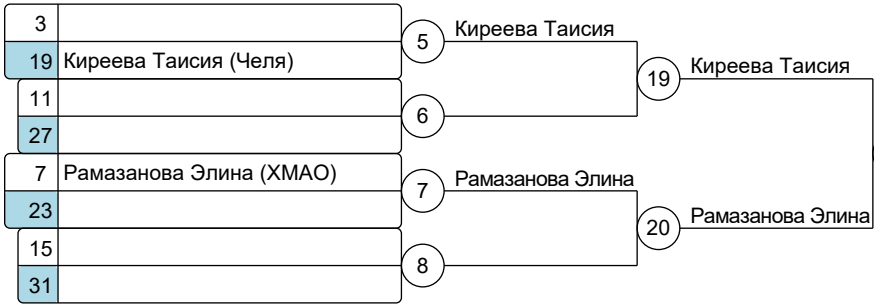 3
19 Киреева Таисия (Челя)
11
27
7 Рамазанова Элина (ХМАО)
23
15
31
5 Киреева Таисия
6
7 Рамазанова Элина
8
19 Киреева Таисия
20 Рамазанова Элина